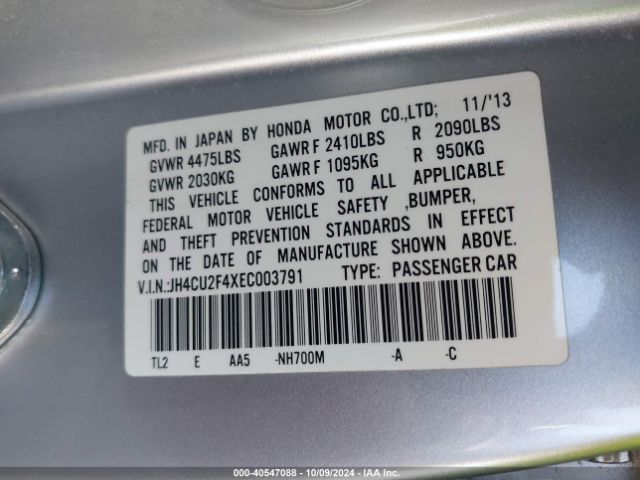 MFD. IN JAPAN BY HONDA MOTOR CO.,LTD; 11/'13
GVWR 4475LBS GAWR F 2410LBS R 2090LBS
GVWR 2030KG GAWR F 1095KG R 950KG
THIS VEHICLE CONFORMS TO ALL APPLICABLE
FEDERAL MOTOR VEHICLE SAFETY ,BUMPER,
AND THEFT PREVENTION STANDARDS IN EFFECT
ON THE DATE OF MANUFACTURE SHOWN ABOVE.
V.I.N.:JH4CU2F4XEC003791 TYPE: PASSENGER CAR
TL2 E AA5 -NH700M -A -C
000-40547088 - 10/09/2024 - IAA Inc.